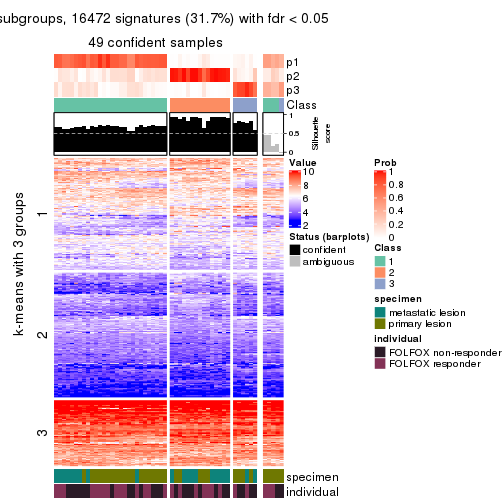 subgroups, 16472 signatures (31.7%) with fdr < 0.05
49 confident samples
p1
p2
p3
Class
1
0.5
0
Silhouette
score
k-means with 3 groups
1
2
3
Value
10
8
6
4
2
Status (barplots)
confident
ambiguous
Prob
1
0.8
0.6
0.4
0.2
0
Class
1
2
3
specimen
metastatic lesion
primary lesion
individual
FOLFOX non-responder
FOLFOX responder
specimen
individual